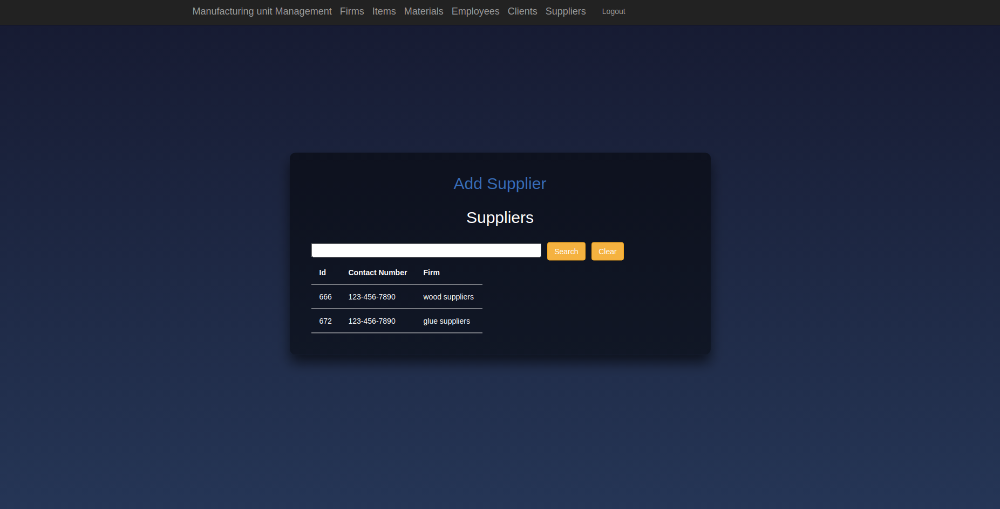 Manufacturing unit Management Firms Items Materials Employees Clients Suppliers Logout
Add Supplier
Suppliers
Search Clear
Id Contact Number Firm
666 123-456-7890 wood suppliers
672 123-456-7890 glue suppliers